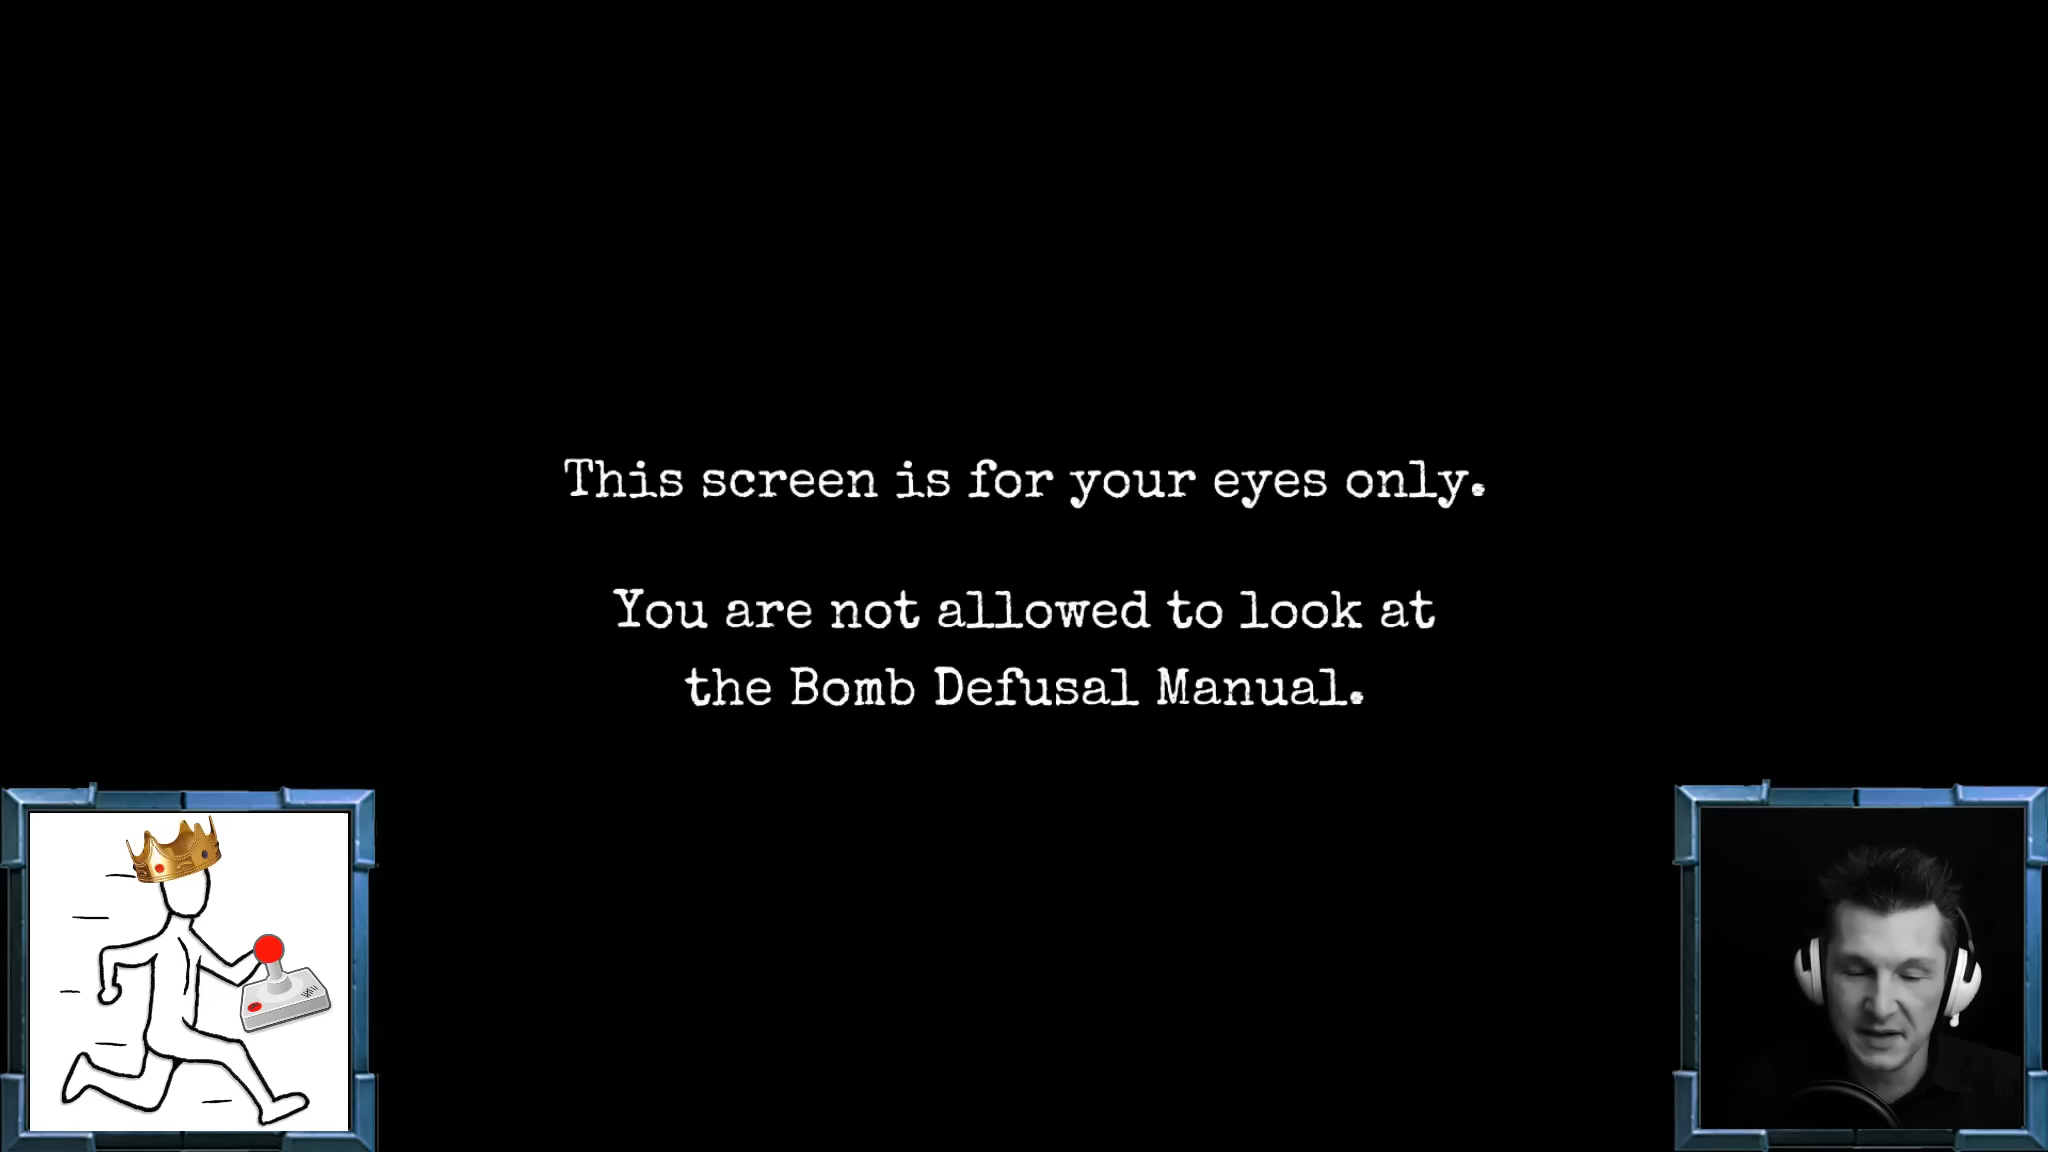 This screen is for your eyes only.
You are not allowed to look at
the Bomb Defusal Manual.